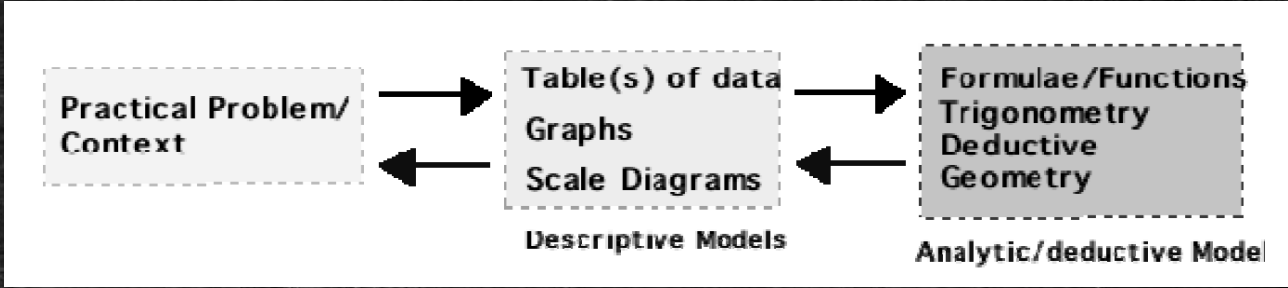 Practical Problem/
Context
Table(s) of data
Graphs
Scale Diagrams
Descriptive Models
Formulae/Functions
Trigonometry
Deductive
Geometry
Analytic/deductive Model